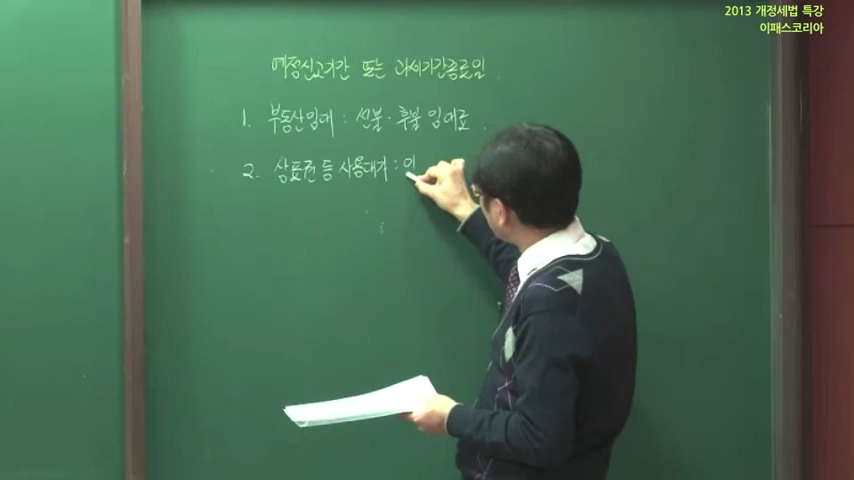 2013 개정세법 특강
이패스코리아
예정신고기간 또는 과세기간종료일
1. 부동산임대 : 선불·후불 임대료
2. 상표권 등 사용대가 : 인